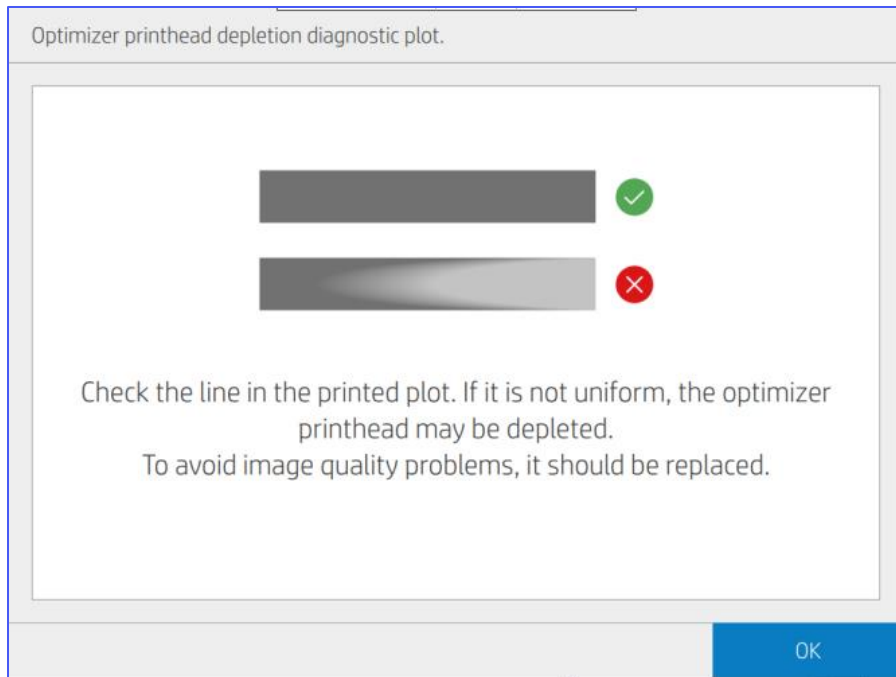 Optimizer printhead depletion diagnostic plot.
Check the line in the printed plot. If it is not uniform, the optimizer
printhead may be depleted.
To avoid image quality problems, it should be replaced.
OK